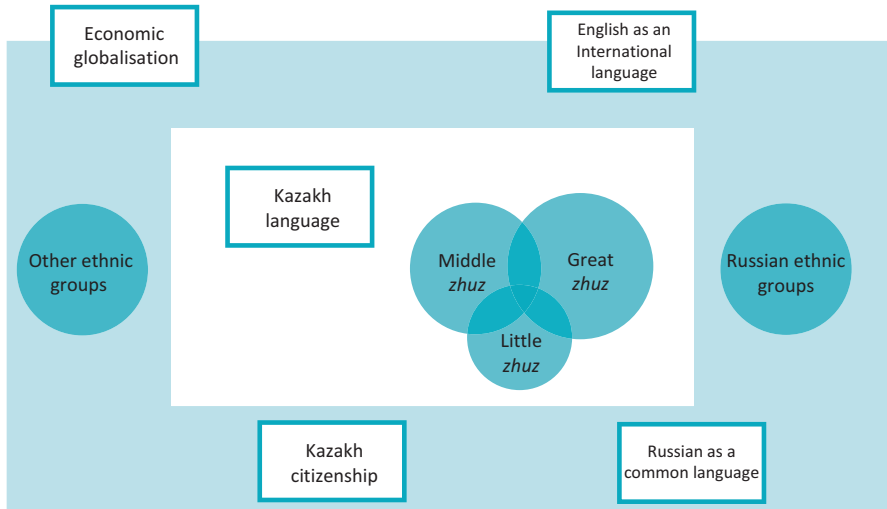 Economic
globalisation
English as an
International
language
Kazakh
language
Other ethnic
groups
Middle
zhuz
Great
zhuz
Russian ethnic
groups
Little
zhuz
Kazakh
citizenship
Russian as a
common language